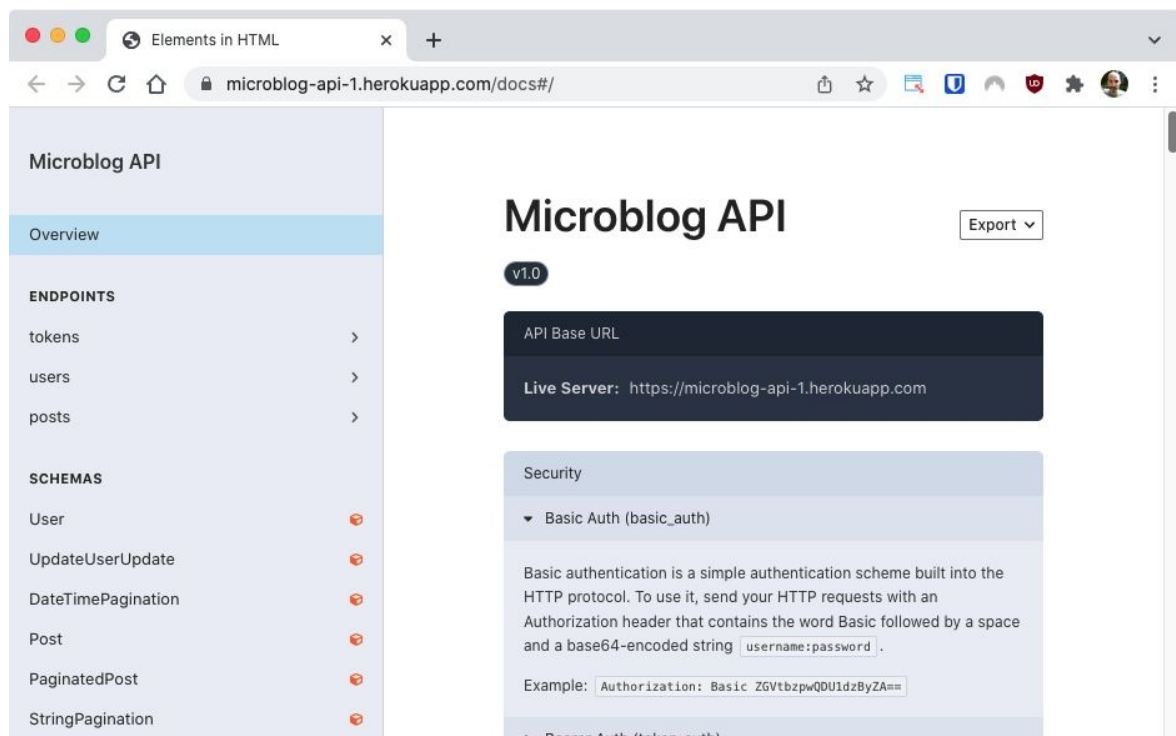 Elements in HTML
microblog-api-1.herokuapp.com/docs#/
Microblog API
Overview
ENDPOINTS
tokens
users
posts
SCHEMAS
User
UpdateUserUpdate
DateTimePagination
Post
PaginatedPost
StringPagination
Microblog API
Export
v1.0
API Base URL
Live Server: https://microblog-api-1.herokuapp.com
Security
Basic Auth (basic_auth)
Basic authentication is a simple authentication scheme built into the
HTTP protocol. To use it, send your HTTP requests with an
Authorization header that contains the word Basic followed by a space
and a base64-encoded string username:password .
Example: Authorization: Basic ZGVtbzpwQDU1dzByZA==
Bearer Auth (token_auth)